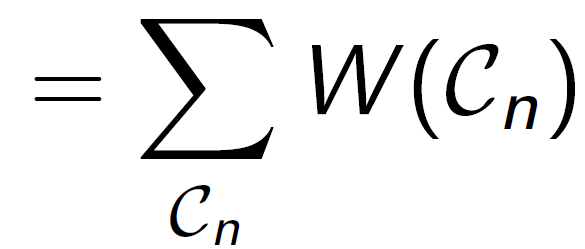 = ∑ W(𝒞ₙ)
𝒞ₙ